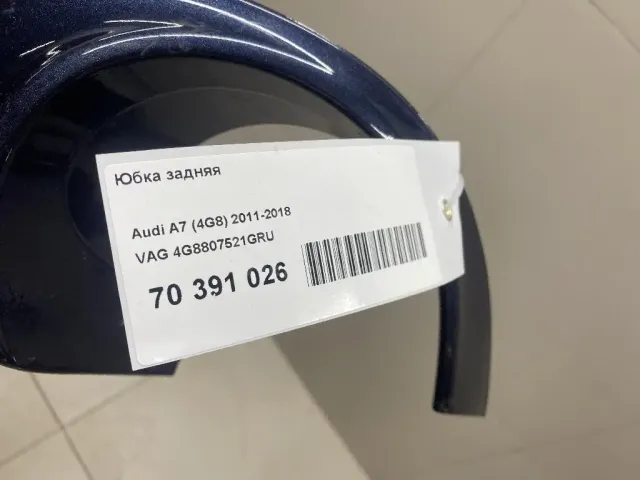 Юбка задняя
Audi A7 (4G8) 2011-2018
VAG 4G8807521GRU
70 391 026